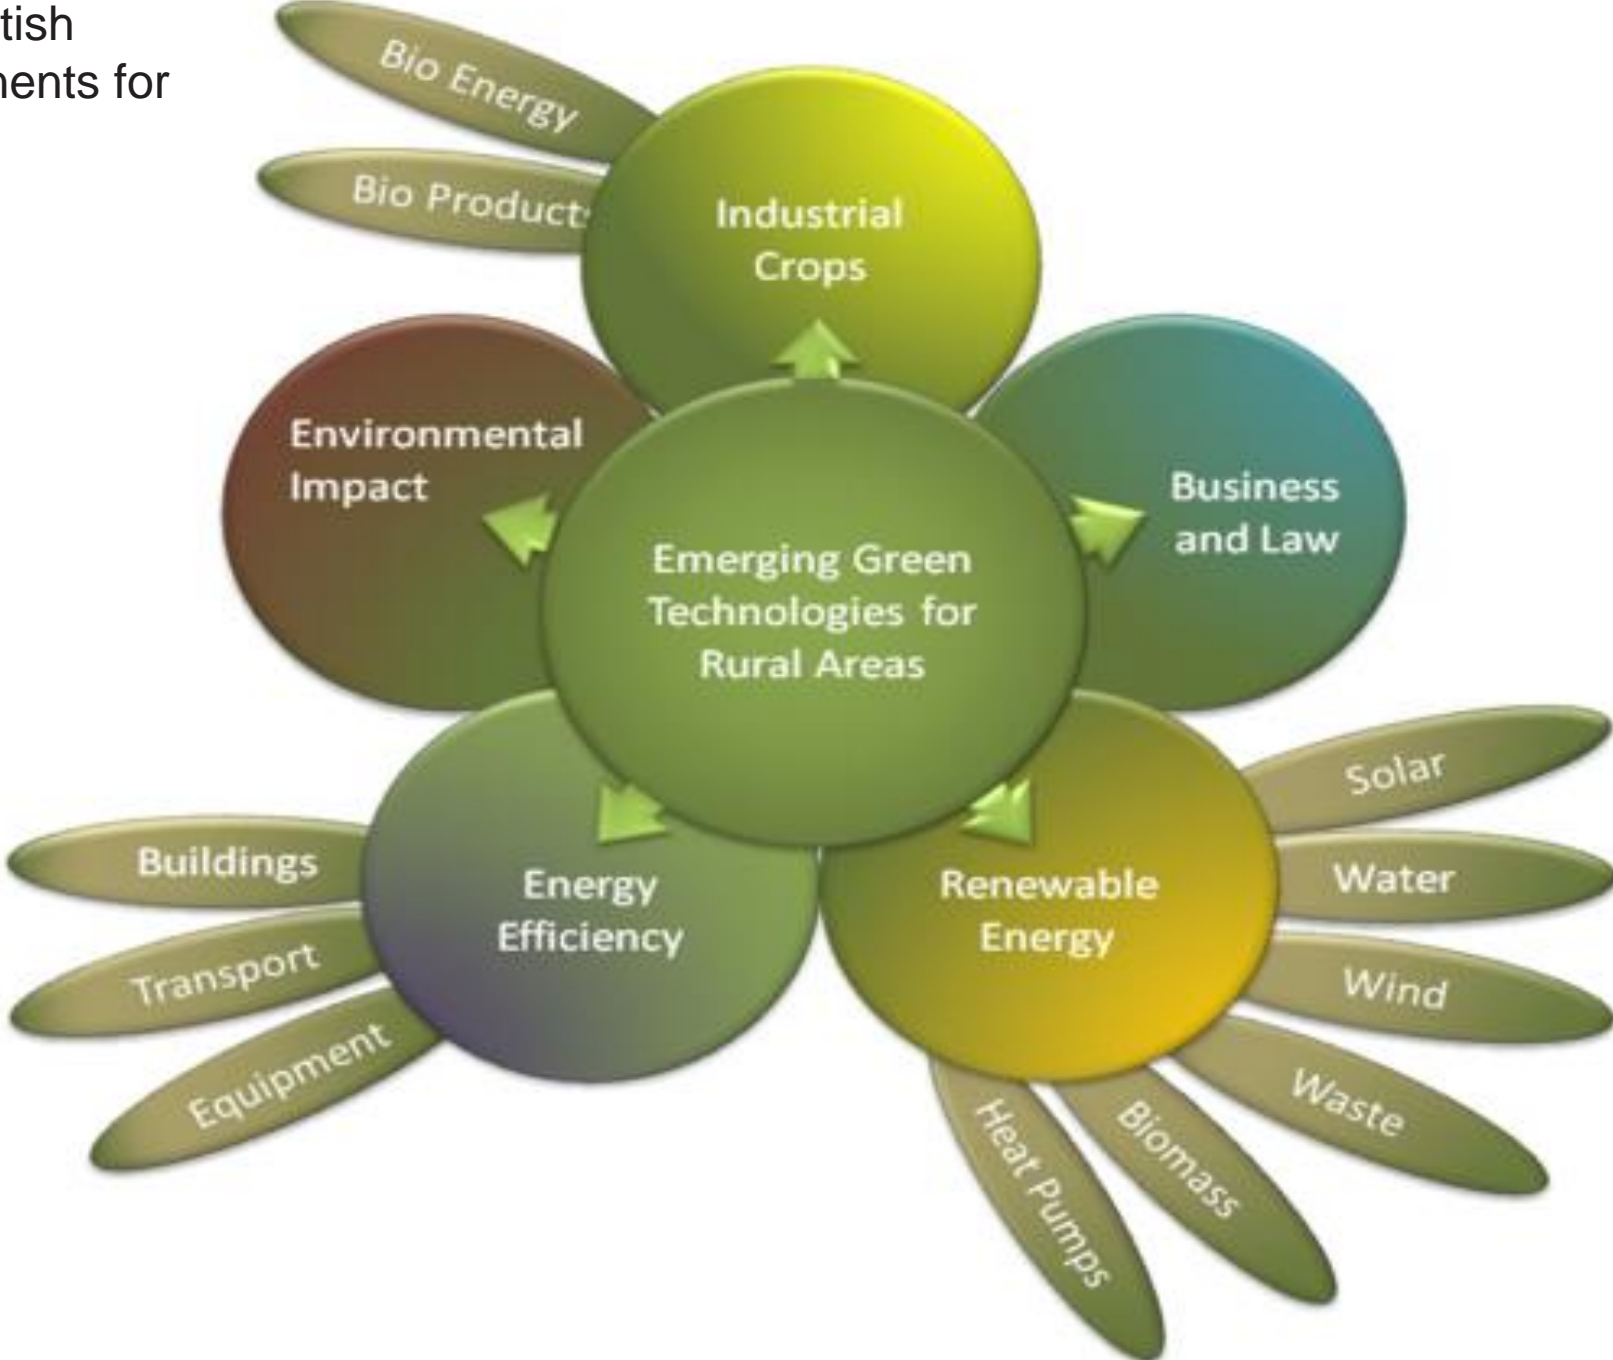 tish
nents for
Bio Energy
Bio Products
Industrial
Crops
Environmental
Impact
Business
and Law
Emerging Green
Technologies for
Rural Areas
Solar
Water
Wind
Waste
Biomass
Heat Pumps
Renewable
Energy
Energy
Efficiency
Buildings
Transport
Equipment